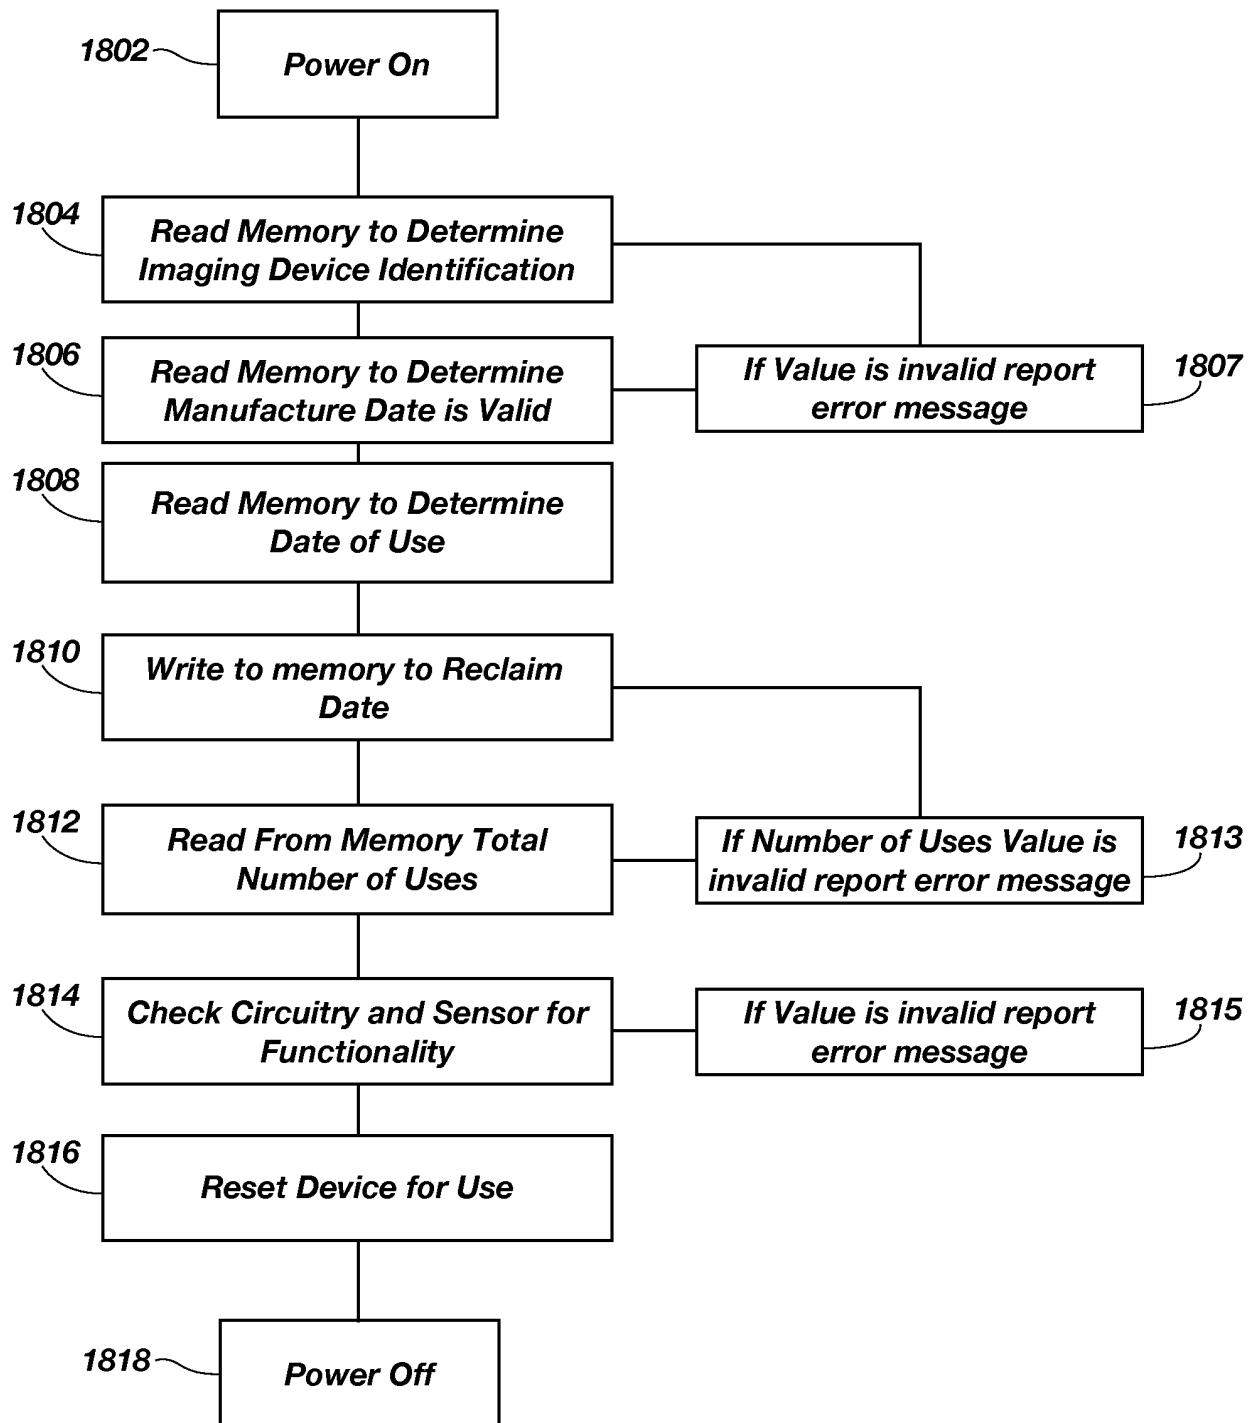 1802
Power On
1804
Read Memory to Determine
Imaging Device Identification
1806
Read Memory to Determine
Manufacture Date is Valid
If Value is invalid report
error message
1807
1808
Read Memory to Determine
Date of Use
1810
Write to memory to Reclaim
Date
1812
Read From Memory Total
Number of Uses
If Number of Uses Value is
invalid report error message
1813
1814
Check Circuitry and Sensor for
Functionality
If Value is invalid report
error message
1815
1816
Reset Device for Use
1818
Power Off